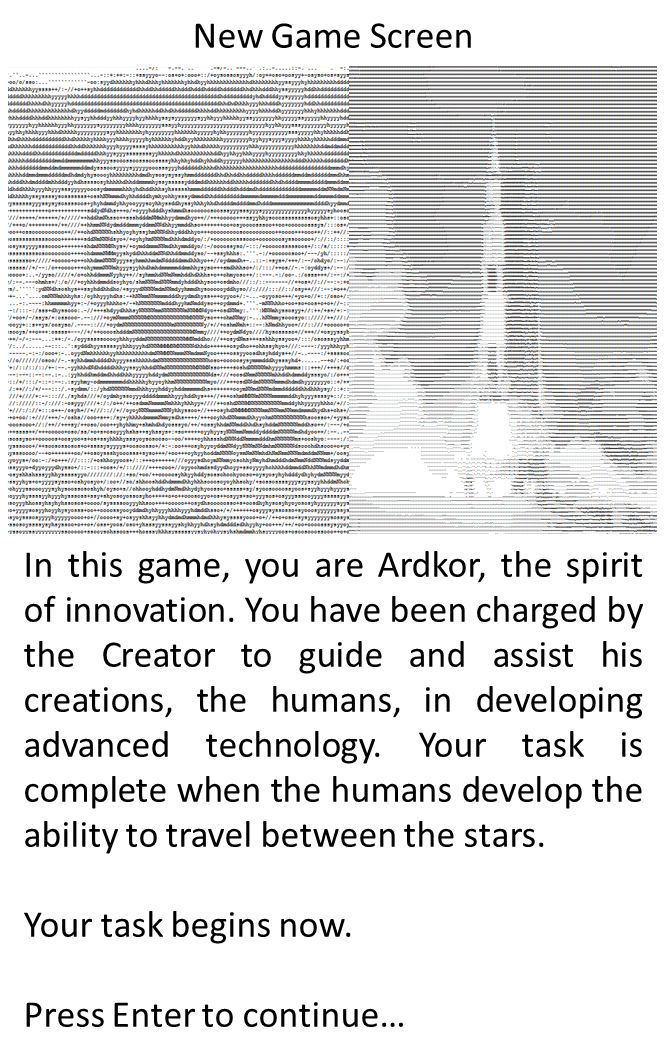 New Game Screen
In this game, you are Ardkor, the spirit
of innovation. You have been charged by
the Creator to guide and assist his
creations, the humans, in developing
advanced technology. Your task is
complete when the humans develop the
ability to travel between the stars.
Your task begins now.
Press Enter to continue…